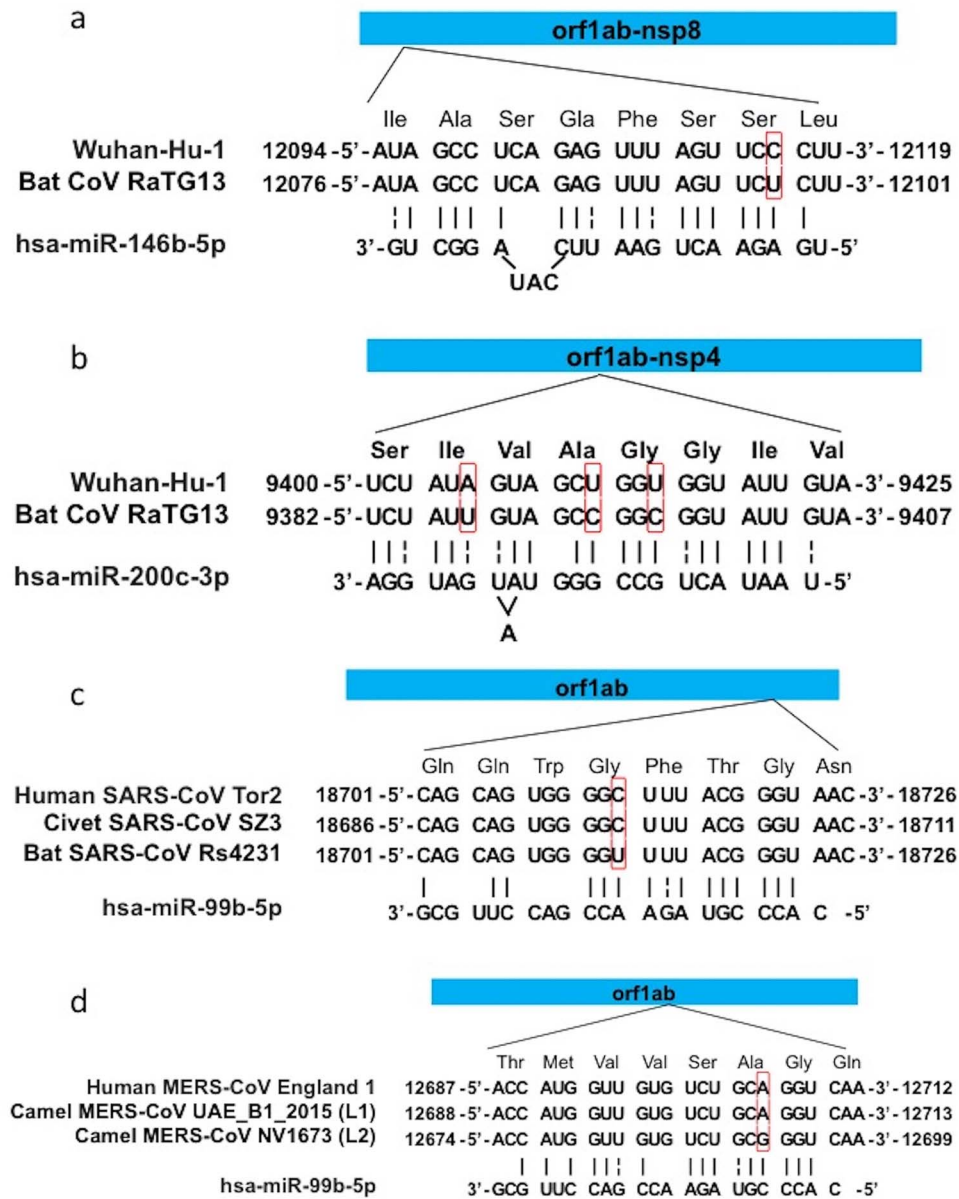 a
orf1ab-nsp8
Ile Ala Ser Gla Phe Ser Ser Leu
Wuhan-Hu-1 12094-5’-AUA GCC UCA GAG UUU AGU UCC CUU-3’-12119
Bat CoV RaTG13 12076-5’-AUA GCC UCA GAG UUU AGU UCU CUU-3’-12101
hsa-miR-146b-5p 3’-GU CGG A CUU AAG UCA AGA GU-5’
UAC
b
orf1ab-nsp4
Ser Ile Val Ala Gly Gly Ile Val
Wuhan-Hu-1 9400-5’-UCU AUA GUA GCU GGU GGU AUU GUA-3’-9425
Bat CoV RaTG13 9382-5’-UCU AUU GUA GCC GGC GGU AUU GUA-3’-9407
hsa-miR-200c-3p 3’-AGG UAG UAU GGG CCG UCA UAA U-5’
A
c
orf1ab
Gln Gln Trp Gly Phe Thr Gly Asn
Human SARS-CoV Tor2 18701-5’-CAG CAG UGG GGC UUU ACG GGU AAC-3’-18726
Civet SARS-CoV SZ3 18686-5’-CAG CAG UGG GGC UUU ACG GGU AAC-3’-18711
Bat SARS-CoV Rs4231 18701-5’-CAG CAG UGG GGU UUU ACG GGU AAC-3’-18726
hsa-miR-99b-5p 3’-GCG UUC CAG CCA AGA UGC CCA C -5’
d
orf1ab
Thr Met Val Val Ser Ala Gly Gln
Human MERS-CoV England 1 12687-5’-ACC AUG GUU GUG UCU GCA GGU CAA-3’-12712
Camel MERS-CoV UAE_B1_2015 (L1) 12688-5’-ACC AUG GUU GUG UCU GCA GGU CAA-3’-12713
Camel MERS-CoV NV1673 (L2) 12674-5’-ACC AUG GUU GUG UCU GCG GGU CAA-3’-12699
hsa-miR-99b-5p 3’-GCG UUC CAG CCA AGA UGC CCA C -5’